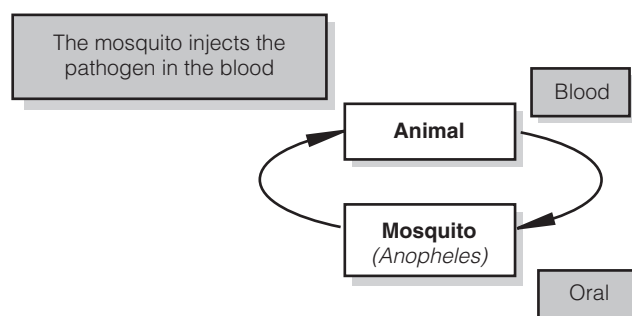 The mosquito injects the
pathogen in the blood
Blood
Animal
Mosquito
(Anopheles)
Oral